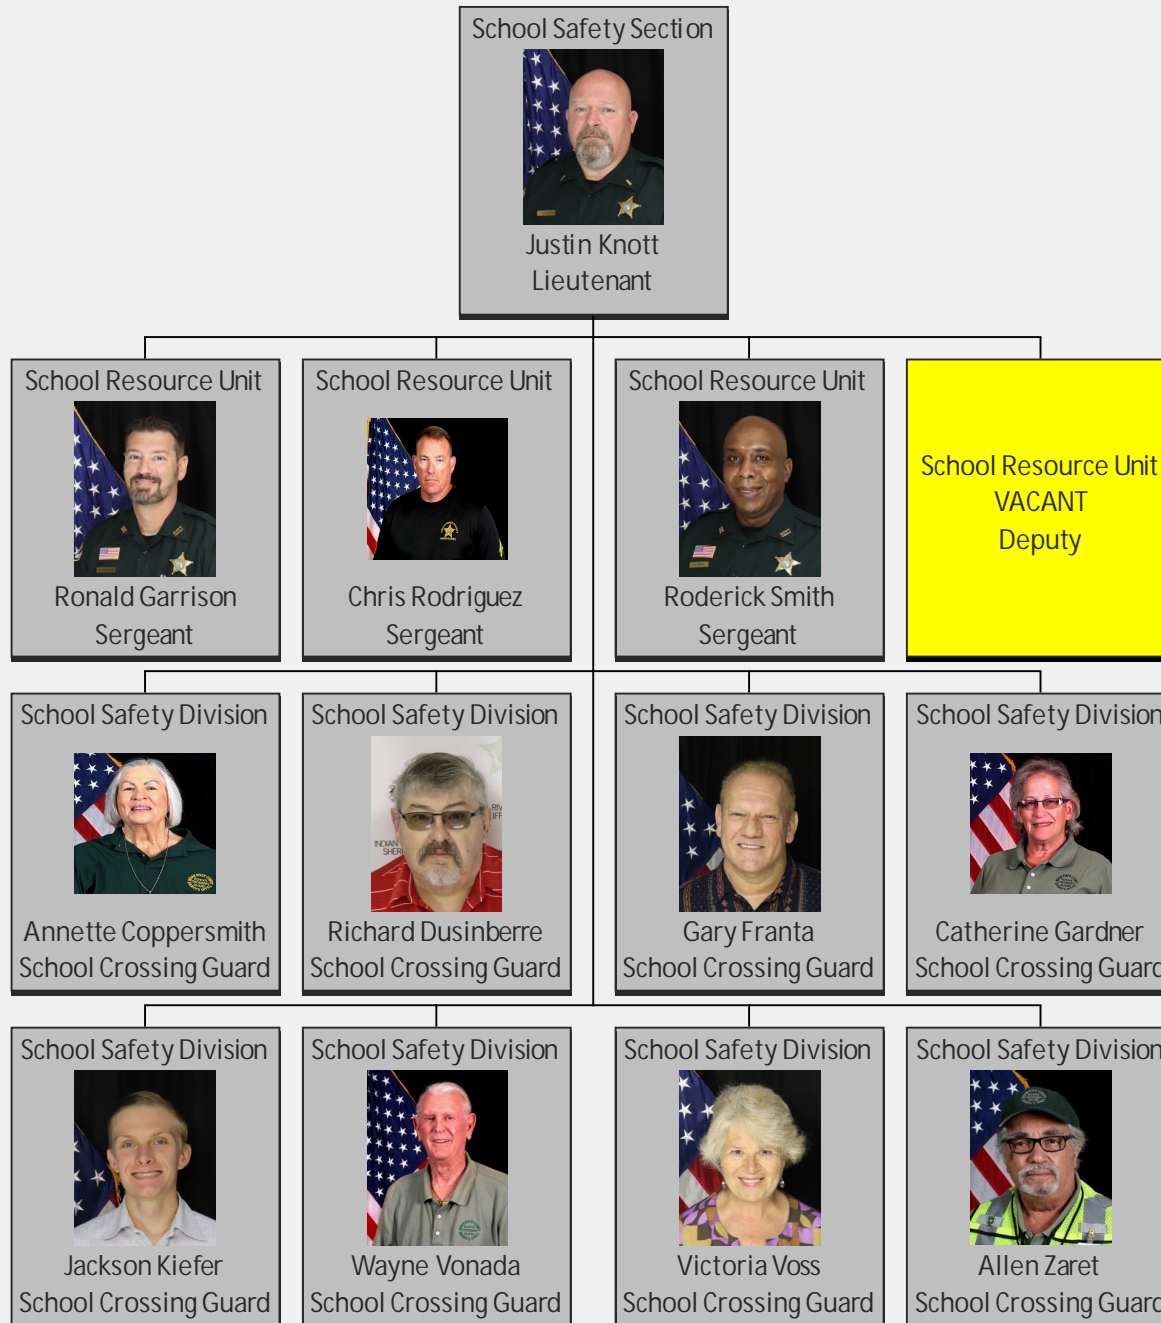 School Safety Section
Justin Knott
Lieutenant
School Resource Unit
Ronald Garrison
Sergeant
School Resource Unit
Chris Rodriguez
Sergeant
School Resource Unit
Roderick Smith
Sergeant
School Resource Unit
VACANT
Deputy
School Safety Division
Annette Coppersmith
School Crossing Guard
School Safety Division
INDIAN
SHER
RIV
IFF
Richard Dusinberre
School Crossing Guard
School Safety Division
Gary Franta
School Crossing Guard
School Safety Division
Catherine Gardner
School Crossing Guard
School Safety Division
Jackson Kiefer
School Crossing Guard
School Safety Division
Wayne Vonada
School Crossing Guard
School Safety Division
Victoria Voss
School Crossing Guard
School Safety Division
Allen Zaret
School Crossing Guard